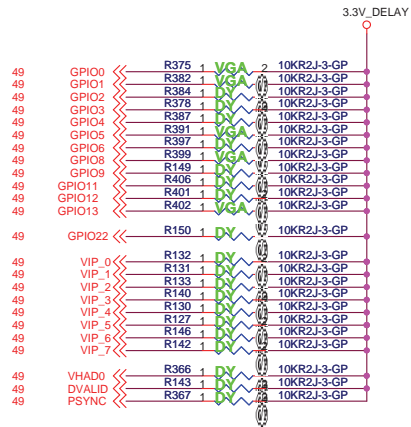 3.3V_DELAY
49 GPIO0 R375 1 VGA 2 10KR2J-3-GP
49 GPIO1 R382 1 DY 10KR2J-3-GP
49 GPIO2 R384 1 DY 10KR2J-3-GP
49 GPIO3 R378 1 DY 10KR2J-3-GP
49 GPIO4 R387 1 DY 10KR2J-3-GP
49 GPIO5 R391 1 VGA 10KR2J-3-GP
49 GPIO6 R397 1 DY 10KR2J-3-GP
49 GPIO8 R399 1 VGA 10KR2J-3-GP
49 GPIO9 R149 1 DY 10KR2J-3-GP
49 GPIO11 R406 1 DY 10KR2J-3-GP
49 GPIO12 R401 1 DY 10KR2J-3-GP
49 GPIO13 R402 1 VGA 10KR2J-3-GP
49 GPIO22 R150 1 DY 10KR2J-3-GP
49 VIP_0 R132 1 DY 10KR2J-3-GP
49 VIP_1 R131 1 DY 10KR2J-3-GP
49 VIP_2 R133 1 DY 10KR2J-3-GP
49 VIP_3 R140 1 DY 10KR2J-3-GP
49 VIP_4 R130 1 DY 10KR2J-3-GP
49 VIP_5 R127 1 DY 10KR2J-3-GP
49 VIP_6 R146 1 DY 10KR2J-3-GP
49 VIP_7 R142 1 DY 10KR2J-3-GP
49 VHAD0 R366 1 DY 10KR2J-3-GP
49 DVALID R143 1 DY 10KR2J-3-GP
49 PSYNC R367 1 DY 10KR2J-3-GP